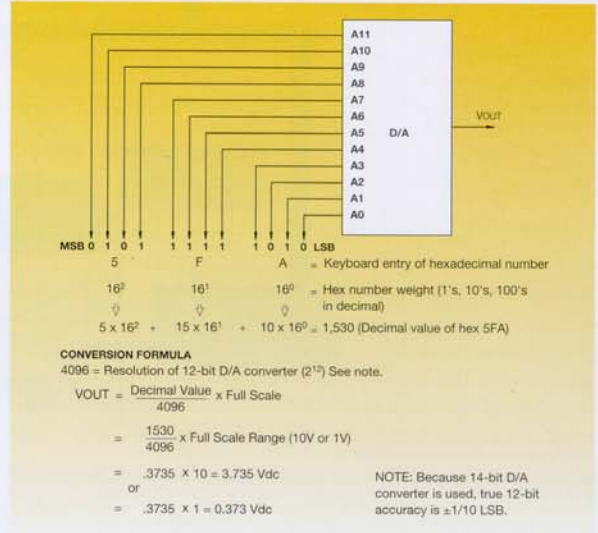 A11
A10
A9
A8
A7
A6
A5 D/A
A4
A3
A2
A1
A0
VOUT
MSB 0 1 0 1 1 1 1 1 1 0 1 0 LSB
5 F A = Keyboard entry of hexadecimal number
16² 16¹ 16⁰ = Hex number weight (1's, 10's, 100's
in decimal)
5 x 16² + 15 x 16¹ + 10 x 16⁰ = 1,530 (Decimal value of hex 5FA)
CONVERSION FORMULA
4096 = Resolution of 12-bit D/A converter (2¹²) See note.
VOUT = Decimal Value
4096
x Full Scale
= 1530
4096
x Full Scale Range (10V or 1V)
= .3735 x 10 = 3.735 Vdc
or
= .3735 x 1 = 0.373 Vdc
NOTE: Because 14-bit D/A
converter is used, true 12-bit
accuracy is ±1/10 LSB.